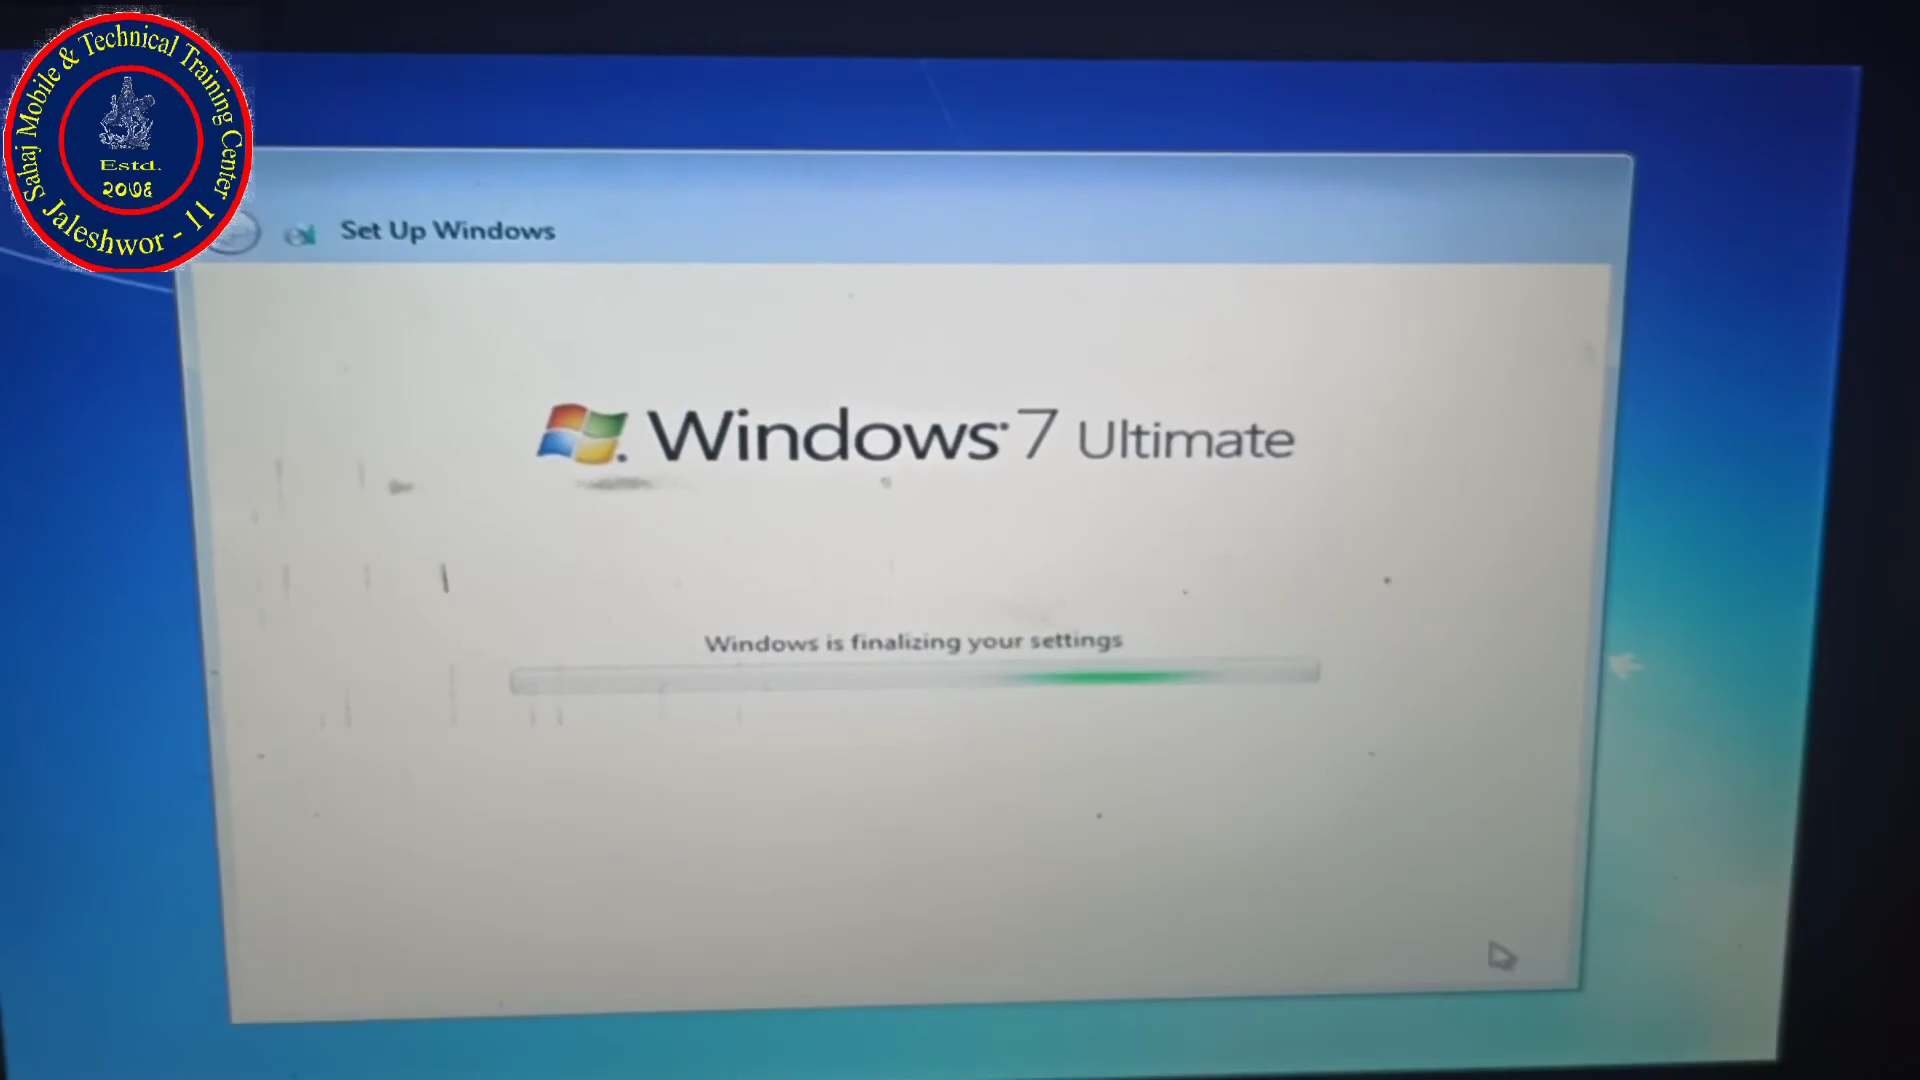 Sahaj Mobile & Technical Training Center
Jaleshwor - 11
Estd.
२०७६
Set Up Windows
Windows 7 Ultimate
Windows is finalizing your settings